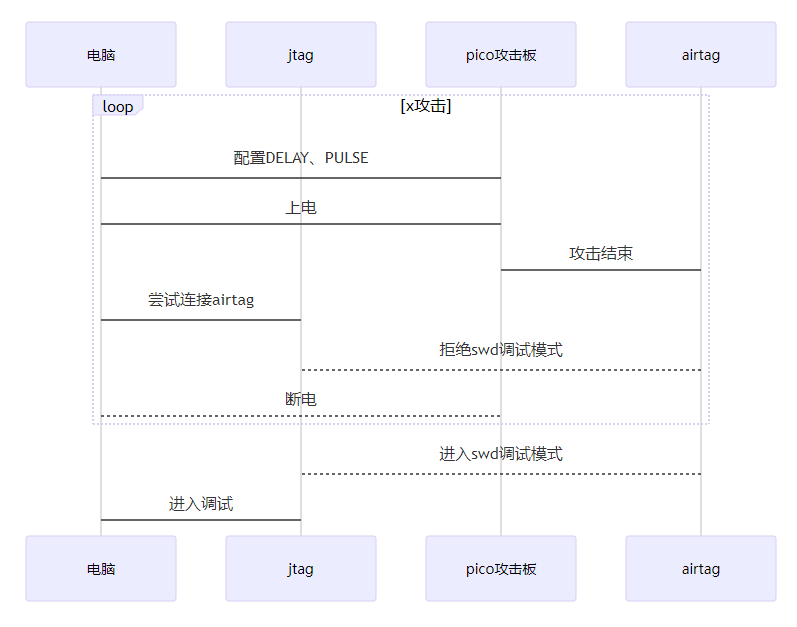 电脑
jtag
pico攻击板
airtag
loop
[x攻击]
配置DELAY、PULSE
上电
攻击结束
尝试连接airtag
拒绝swd调试模式
断电
进入swd调试模式
进入调试
电脑
jtag
pico攻击板
airtag